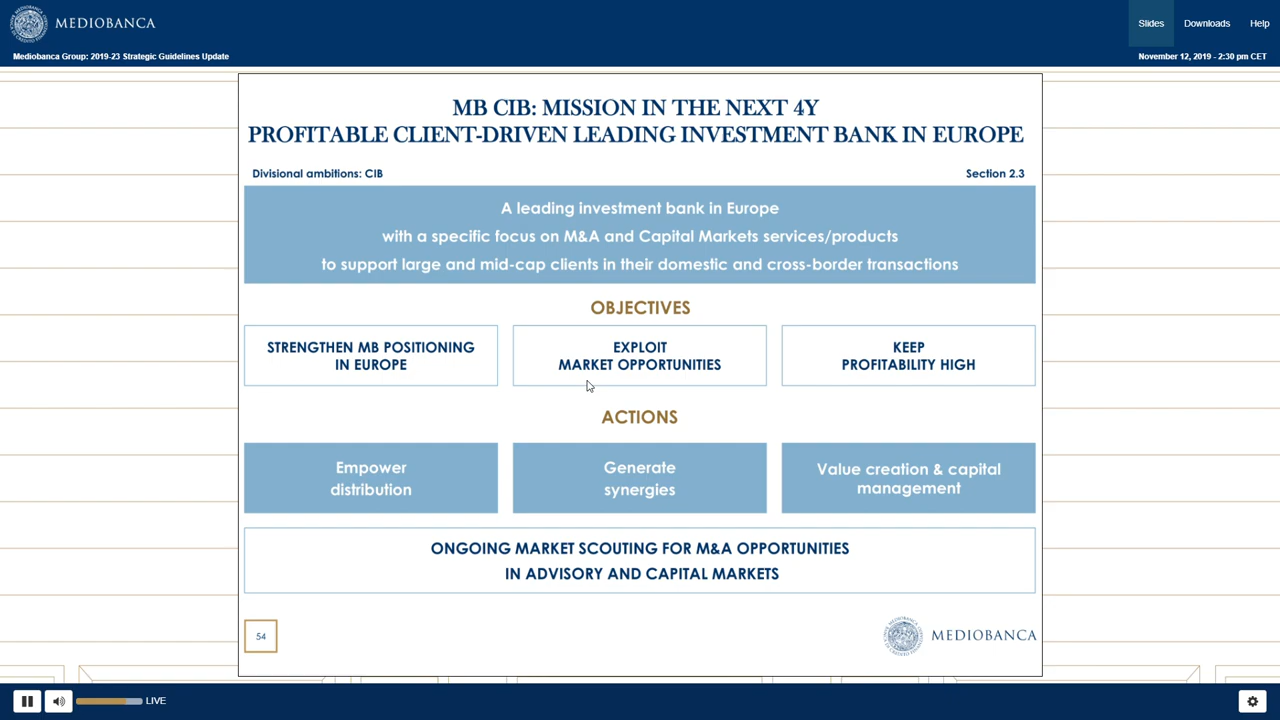 MEDIOBANCA
Slides
Downloads
Help
Mediobanca Group: 2019-23 Strategic Guidelines Update
November 12, 2019 - 2:30 pm CET
MB CIB: MISSION IN THE NEXT 4Y
PROFITABLE CLIENT-DRIVEN LEADING INVESTMENT BANK IN EUROPE
Divisional ambitions: CIB
Section 2.3
A leading investment bank in Europe
with a specific focus on M&A and Capital Markets services/products
to support large and mid-cap clients in their domestic and cross-border transactions
OBJECTIVES
STRENGTHEN MB POSITIONING
IN EUROPE
EXPLOIT
MARKET OPPORTUNITIES
KEEP
PROFITABILITY HIGH
ACTIONS
Empower
distribution
Generate
synergies
Value creation & capital
management
ONGOING MARKET SCOUTING FOR M&A OPPORTUNITIES
IN ADVISORY AND CAPITAL MARKETS
54
MEDIOBANCA
LIVE